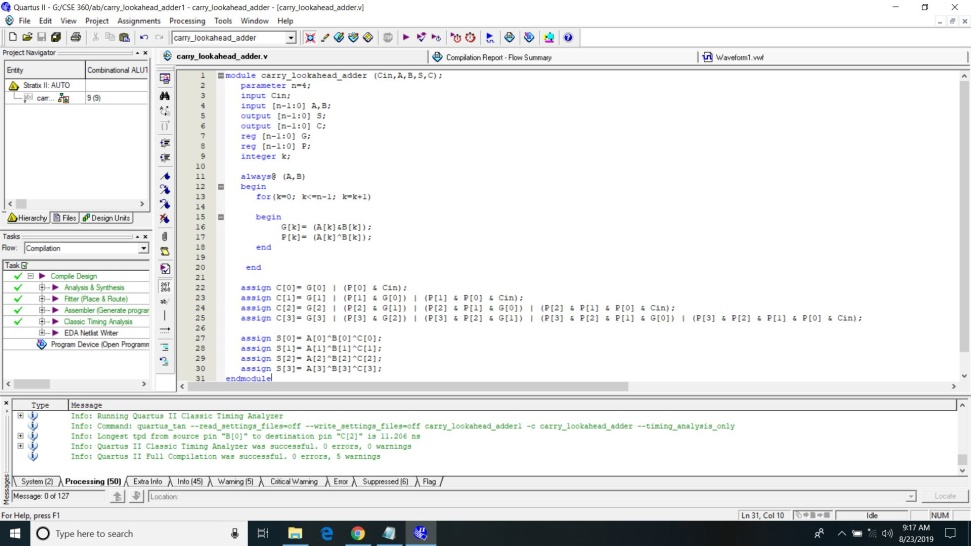 Quartus II - G:/CSE 360/ab/carry_lookahead_adder1 - carry_lookahead_adder - [carry_lookahead_adder.v]
File Edit View Project Assignments Processing Tools Window Help
carry_lookahead_adder
Project Navigator
Entity Combinational ALUT
Stratix II: AUTO
carr... 9 (9)
Hierarchy Files Design Units
Tasks
Flow: Compilation
Task
Compile Design
Analysis & Synthesis
Fitter (Place & Route)
Assembler (Generate prograr
Classic Timing Analysis
EDA Netlist Writer
Program Device (Open Programm
carry_lookahead_adder.v Compilation Report - Flow Summary Waveform1.vwf
1 module carry_lookahead_adder (Cin,A,B,S,C);
2 parameter n=4;
3 input Cin;
4 input [n-1:0] A,B;
5 output [n-1:0] S;
6 output [n-1:0] C;
7 reg [n-1:0] G;
8 reg [n-1:0] P;
9 integer k;
10
11 always@ (A,B)
12 begin
13 for(k=0; k<=n-1; k=k+1)
14
15 begin
16 G[k]= (A[k]&B[k]);
17 P[k]= (A[k]^B[k]);
18 end
19
20 end
21
22 assign C[0]= G[0] | (P[0] & Cin);
23 assign C[1]= G[1] | (P[1] & G[0]) | (P[1] & P[0] & Cin);
24 assign C[2]= G[2] | (P[2] & G[1]) | (P[2] & P[1] & G[0]) | (P[2] & P[1] & P[0] & Cin);
25 assign C[3]= G[3] | (P[3] & G[2]) | (P[3] & P[2] & G[1]) | (P[3] & P[2] & P[1] & G[0]) | (P[3] & P[2] & P[1] & P[0] & Cin);
26
27 assign S[0]= A[0]^B[0]^C[0];
28 assign S[1]= A[1]^B[1]^C[1];
29 assign S[2]= A[2]^B[2]^C[2];
30 assign S[3]= A[3]^B[3]^C[3];
31 endmodule
267
268
ab/
Type Message
Info: Running Quartus II Classic Timing Analyzer
Info: Command: quartus_tan --read_settings_files=off --write_settings_files=off carry_lookahead_adder1 -c carry_lookahead_adder --timing_analysis_only
Info: Longest tpd from source pin "B[0]" to destination pin "C[2]" is 11.206 ns
Info: Quartus II Classic Timing Analyzer was successful. 0 errors, 0 warnings
Info: Quartus II Full Compilation was successful. 0 errors, 5 warnings
System (2) Processing (50) Extra Info Info (45) Warning (5) Critical Warning Error Suppressed (6) Flag
Messages
Message: 0 of 127 Location: Locate
For Help, press F1 Ln 31, Col 10 Idle NUM
Type here to search
9:17 AM
8/23/2019